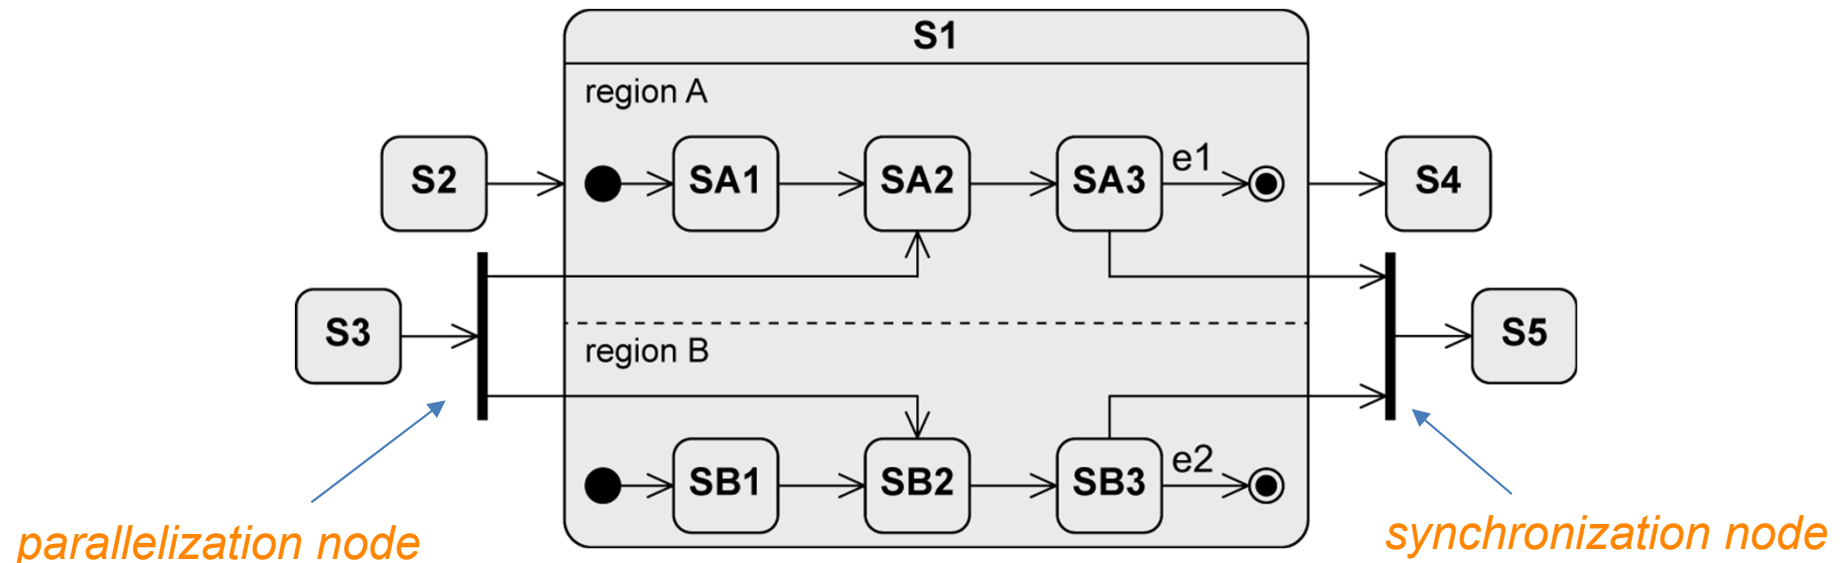 S1
region A
S2
SA1
SA2
SA3
e1
S4
S3
S5
region B
SB1
SB2
SB3
e2
parallelization node
synchronization node